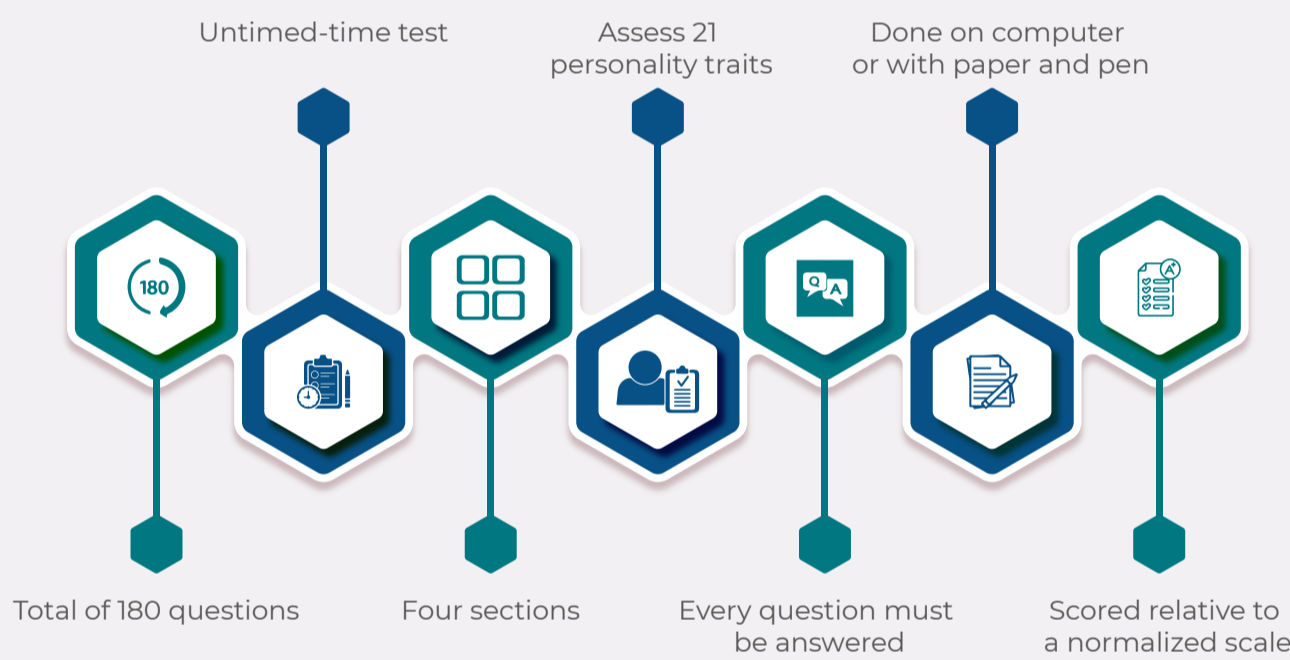 Untimed-time test
Assess 21
personality traits
Done on computer
or with paper and pen
180
Q
A
A+
Total of 180 questions
Four sections
Every question must
be answered
Scored relative to
a normalized scale